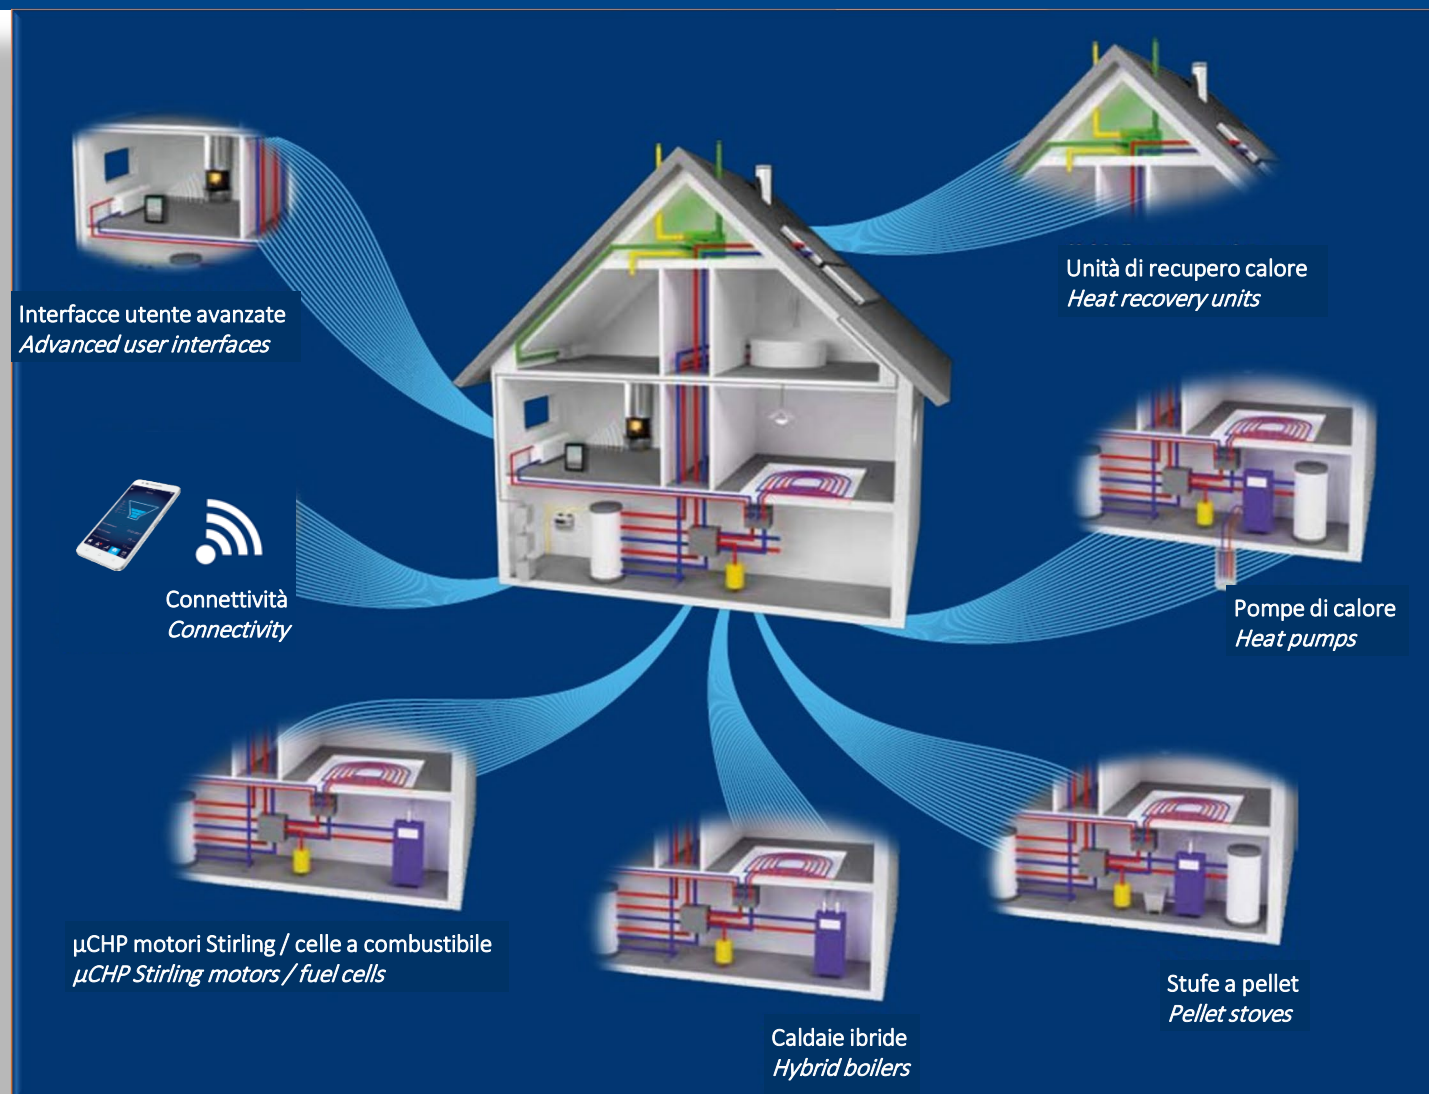 Unità di recupero calore
Heat recovery units
Interfacce utente avanzate
Advanced user interfaces
Connettività
Connectivity
Pompe di calore
Heat pumps
μCHP motori Stirling / celle a combustibile
μCHP Stirling motors / fuel cells
Stufe a pellet
Pellet stoves
Caldaie ibride
Hybrid boilers